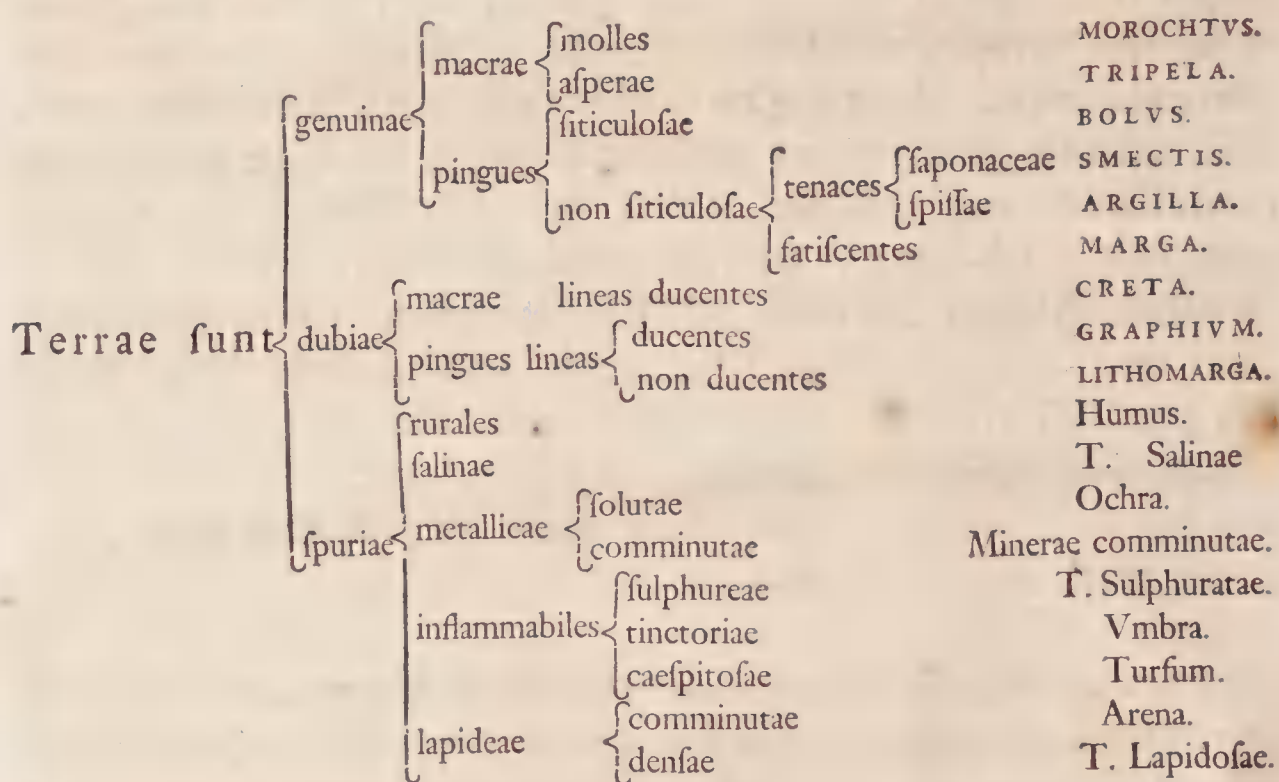 molles MOROCHTVS.
macrae
aſperae TRIPELA.
genuinae
ſiticuloſae BOLVS.
pingues
tenaces ſaponaceae SMECTIS.
non ſiticuloſae ſpiſſae ARGILLA.
fatiſcentes MARGA.
macrae lineas ducentes CRETA.
Terrae ſunt dubiae ducentes GRAPHIVM.
pingues lineas
non ducentes LITHOMARGA.
rurales Humus.
ſalinae T. Salinae
ſolutae Ochra.
ſpuriae metallicae
comminutae Minerae comminutae.
ſulphureae T. Sulphuratae.
inflammabiles tinctoriae Vmbra.
caeſpitoſae Turfum.
comminutae Arena.
lapideae
denſae T. Lapidoſae.